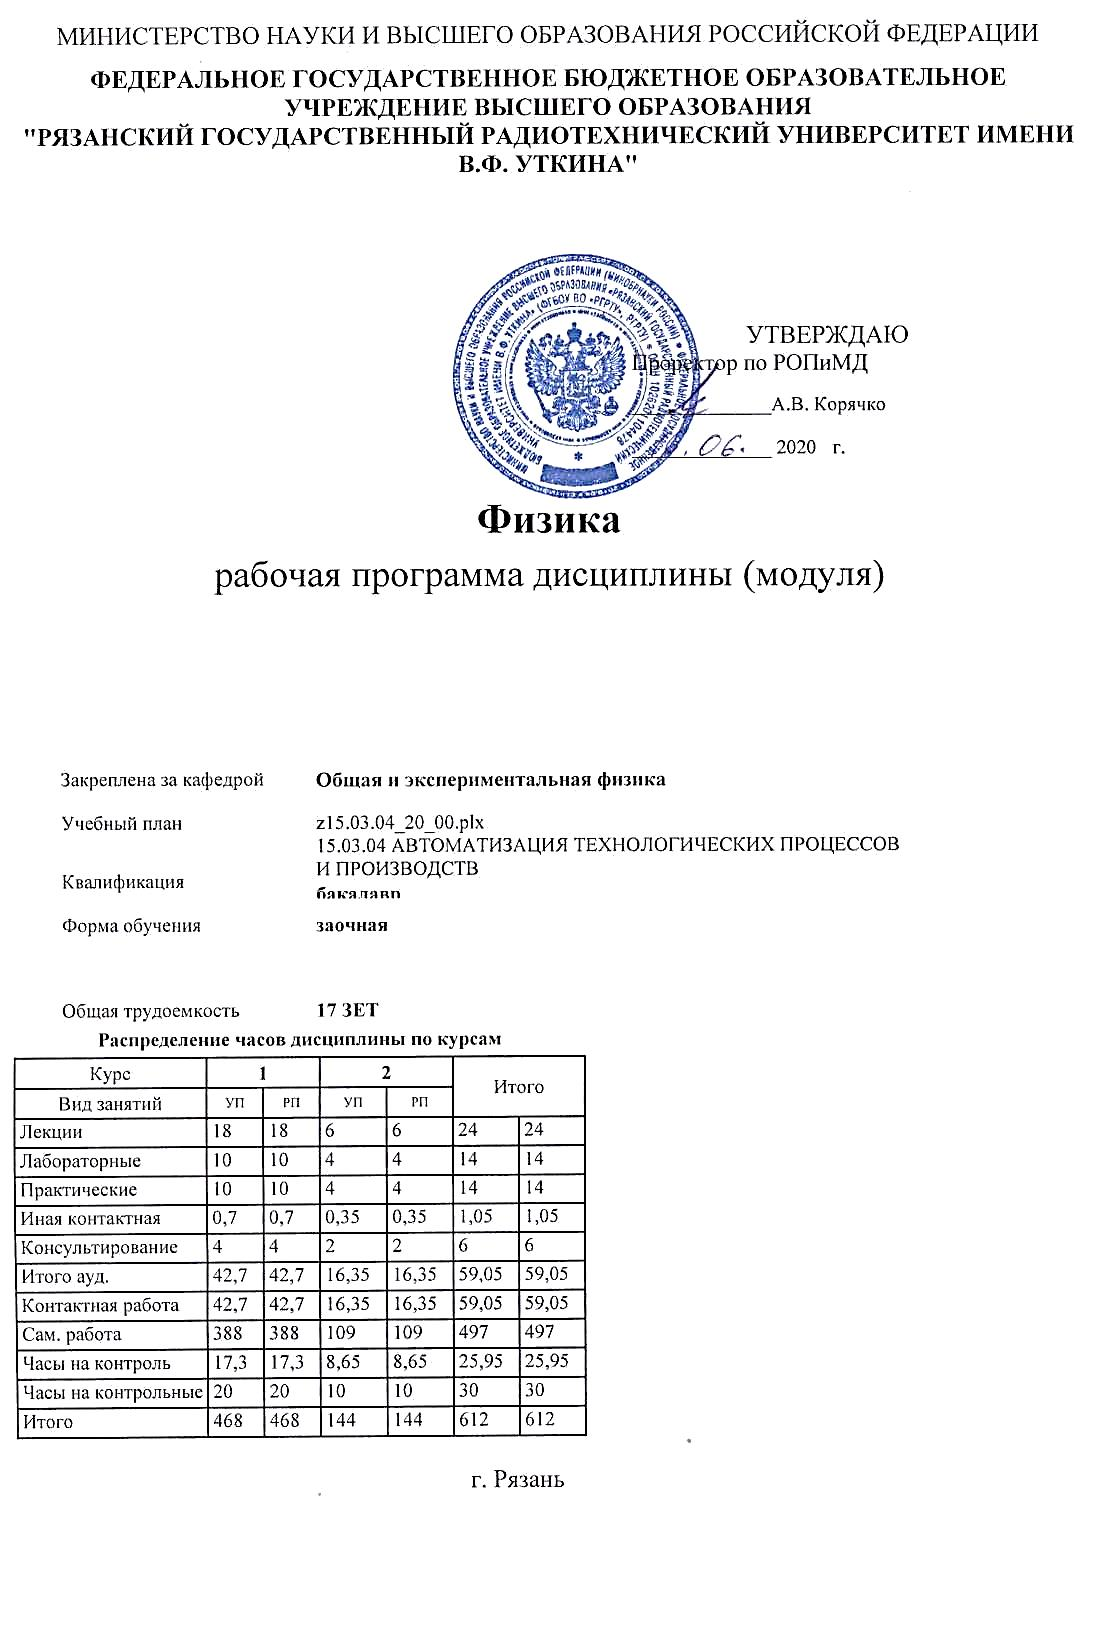 МИНИСТЕРСТВО НАУКИ И ВЫСШЕГО ОБРАЗОВАНИЯ РОССИЙСКОЙ ФЕДЕРАЦИИ
ФЕДЕРАЛЬНОЕ ГОСУДАРСТВЕННОЕ БЮДЖЕТНОЕ ОБРАЗОВАТЕЛЬНОЕ
УЧРЕЖДЕНИЕ ВЫСШЕГО ОБРАЗОВАНИЯ
"РЯЗАНСКИЙ ГОСУДАРСТВЕННЫЙ РАДИОТЕХНИЧЕСКИЙ УНИВЕРСИТЕТ ИМЕНИ
В.Ф. УТКИНА"
УТВЕРЖДАЮ
Проректор по РОПиМД
А.В. Корячко
.06. 2020 г.
Физика
рабочая программа дисциплины (модуля)
Закреплена за кафедрой Общая и экспериментальная физика
Учебный план z15.03.04_20_00.plx
15.03.04 АВТОМАТИЗАЦИЯ ТЕХНОЛОГИЧЕСКИХ ПРОЦЕССОВ
И ПРОИЗВОДСТВ
Квалификация бакалавр
Форма обучения заочная
Общая трудоемкость 17 ЗЕТ
Распределение часов дисциплины по курсам
Курс 1 2 Итого
Вид занятий УП РП УП РП
Лекции 18 18 6 6 24 24
Лабораторные 10 10 4 4 14 14
Практические 10 10 4 4 14 14
Иная контактная 0,7 0,7 0,35 0,35 1,05 1,05
Консультирование 4 4 2 2 6 6
Итого ауд. 42,7 42,7 16,35 16,35 59,05 59,05
Контактная работа 42,7 42,7 16,35 16,35 59,05 59,05
Сам. работа 388 388 109 109 497 497
Часы на контроль 17,3 17,3 8,65 8,65 25,95 25,95
Часы на контрольные 20 20 10 10 30 30
Итого 468 468 144 144 612 612
г. Рязань